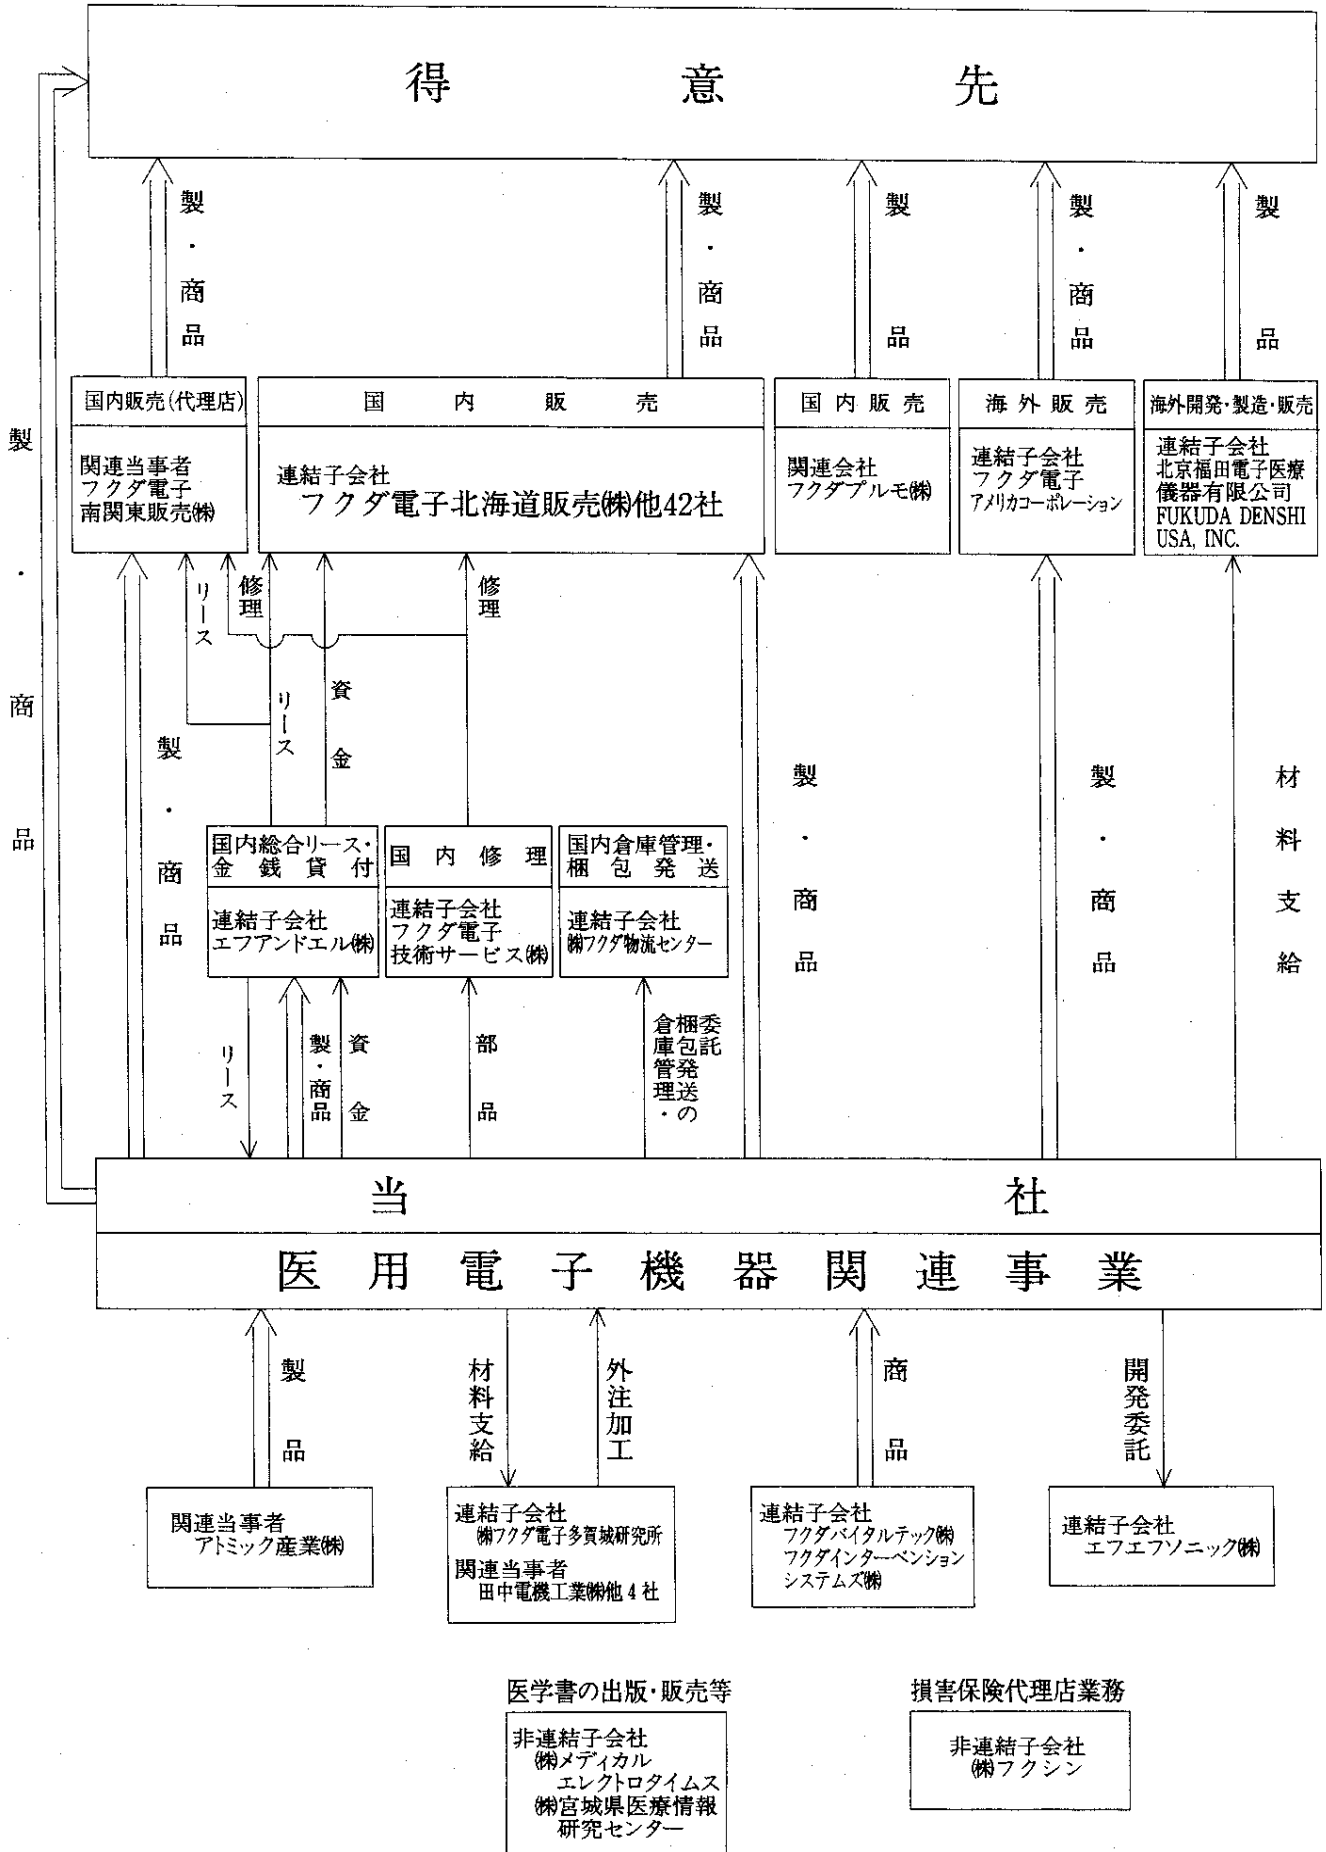 得意先
製・商品
製・商品
製品
製・商品
製品
国内販売(代理店)
関連当事者
フクダ電子
南関東販売㈱
国内販売
連結子会社
フクダ電子北海道販売㈱他42社
国内販売
関連会社
フクダプルモ㈱
海外販売
連結子会社
フクダ電子
アメリカコーポレーション
海外開発・製造・販売
連結子会社
北京福田電子医療
儀器有限公司
FUKUDA DENSHI
USA, INC.
製・商品
リース
修理
修理
リース
資金
製・商品
製・商品
製・商品
材料支給
国内総合リース・
金銭貸付
連結子会社
エフアンドエル㈱
国内修理
連結子会社
フクダ電子
技術サービス㈱
国内倉庫管理・
梱包発送
連結子会社
㈱フクダ物流センター
リース
製・商品
資金
部品
倉庫管理・
梱包発送の
委託
当社
医用電子機器関連事業
製品
材料支給
外注加工
商品
開発委託
関連当事者
アトミック産業㈱
連結子会社
㈱フクダ電子多賀城研究所
関連当事者
田中電機工業㈱他4社
連結子会社
フクダバイタルテック㈱
フクダインターベンション
システムズ㈱
連結子会社
エフエフソニック㈱
医学書の出版・販売等
非連結子会社
㈱メディカル
エレクトロタイムス
㈱宮城県医療情報
研究センター
損害保険代理店業務
非連結子会社
㈱フクシン